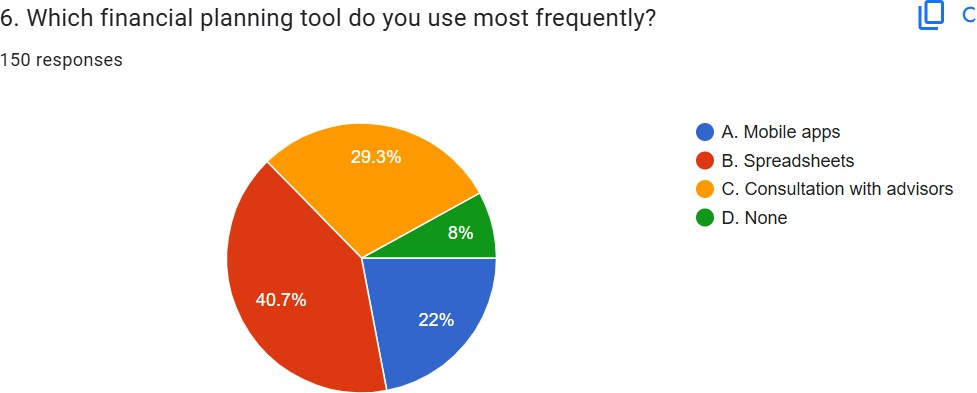 6. Which financial planning tool do you use most frequently?
C
150 responses
29.3%
8%
40.7%
22%
A. Mobile apps
B. Spreadsheets
C. Consultation with advisors
D. None